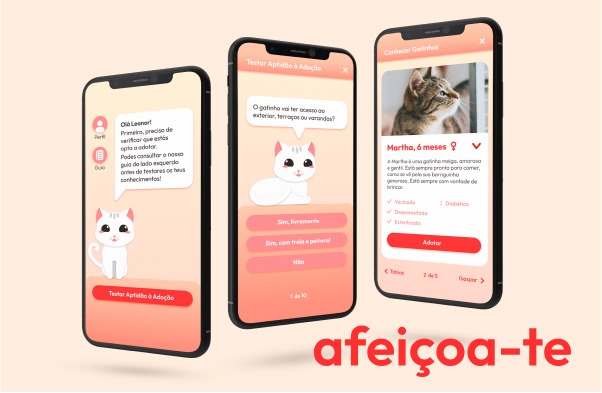 Olá Leonor!
Primeiro, preciso de
verificar que estás
apto a adotar.
Podes consultar o nosso
guia do lado esquerdo
antes de testares os teus
conhecimentos!
Perfil
Guia
Testar Aptidão à Adoção
Testar Aptidão à Adoção
O gatinho vai ter acesso ao
exterior, terraços ou varandas?
Sim, livremente
Sim, com trela e peitoral
Não
1 de 10
Conhecer Gatinhos
Martha, 6 meses
A Martha é uma gatinha meiga, amorosa
e gentil. Está sempre pronta para comer,
como se vê pela sua barriguinha
generosa. Está sempre com vontade de
brincar.
Vacinada
Diabética
Desparasitada
Esterilizada
Adotar
Tobias
2 de 5
Gaspar
afeiçoa-te